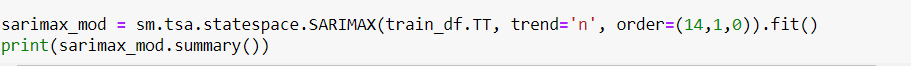 sarimax_mod = sm.tsa.statespace.SARIMAX(train_df.TT, trend='n', order=(14,1,0)).fit()
print(sarimax_mod.summary())